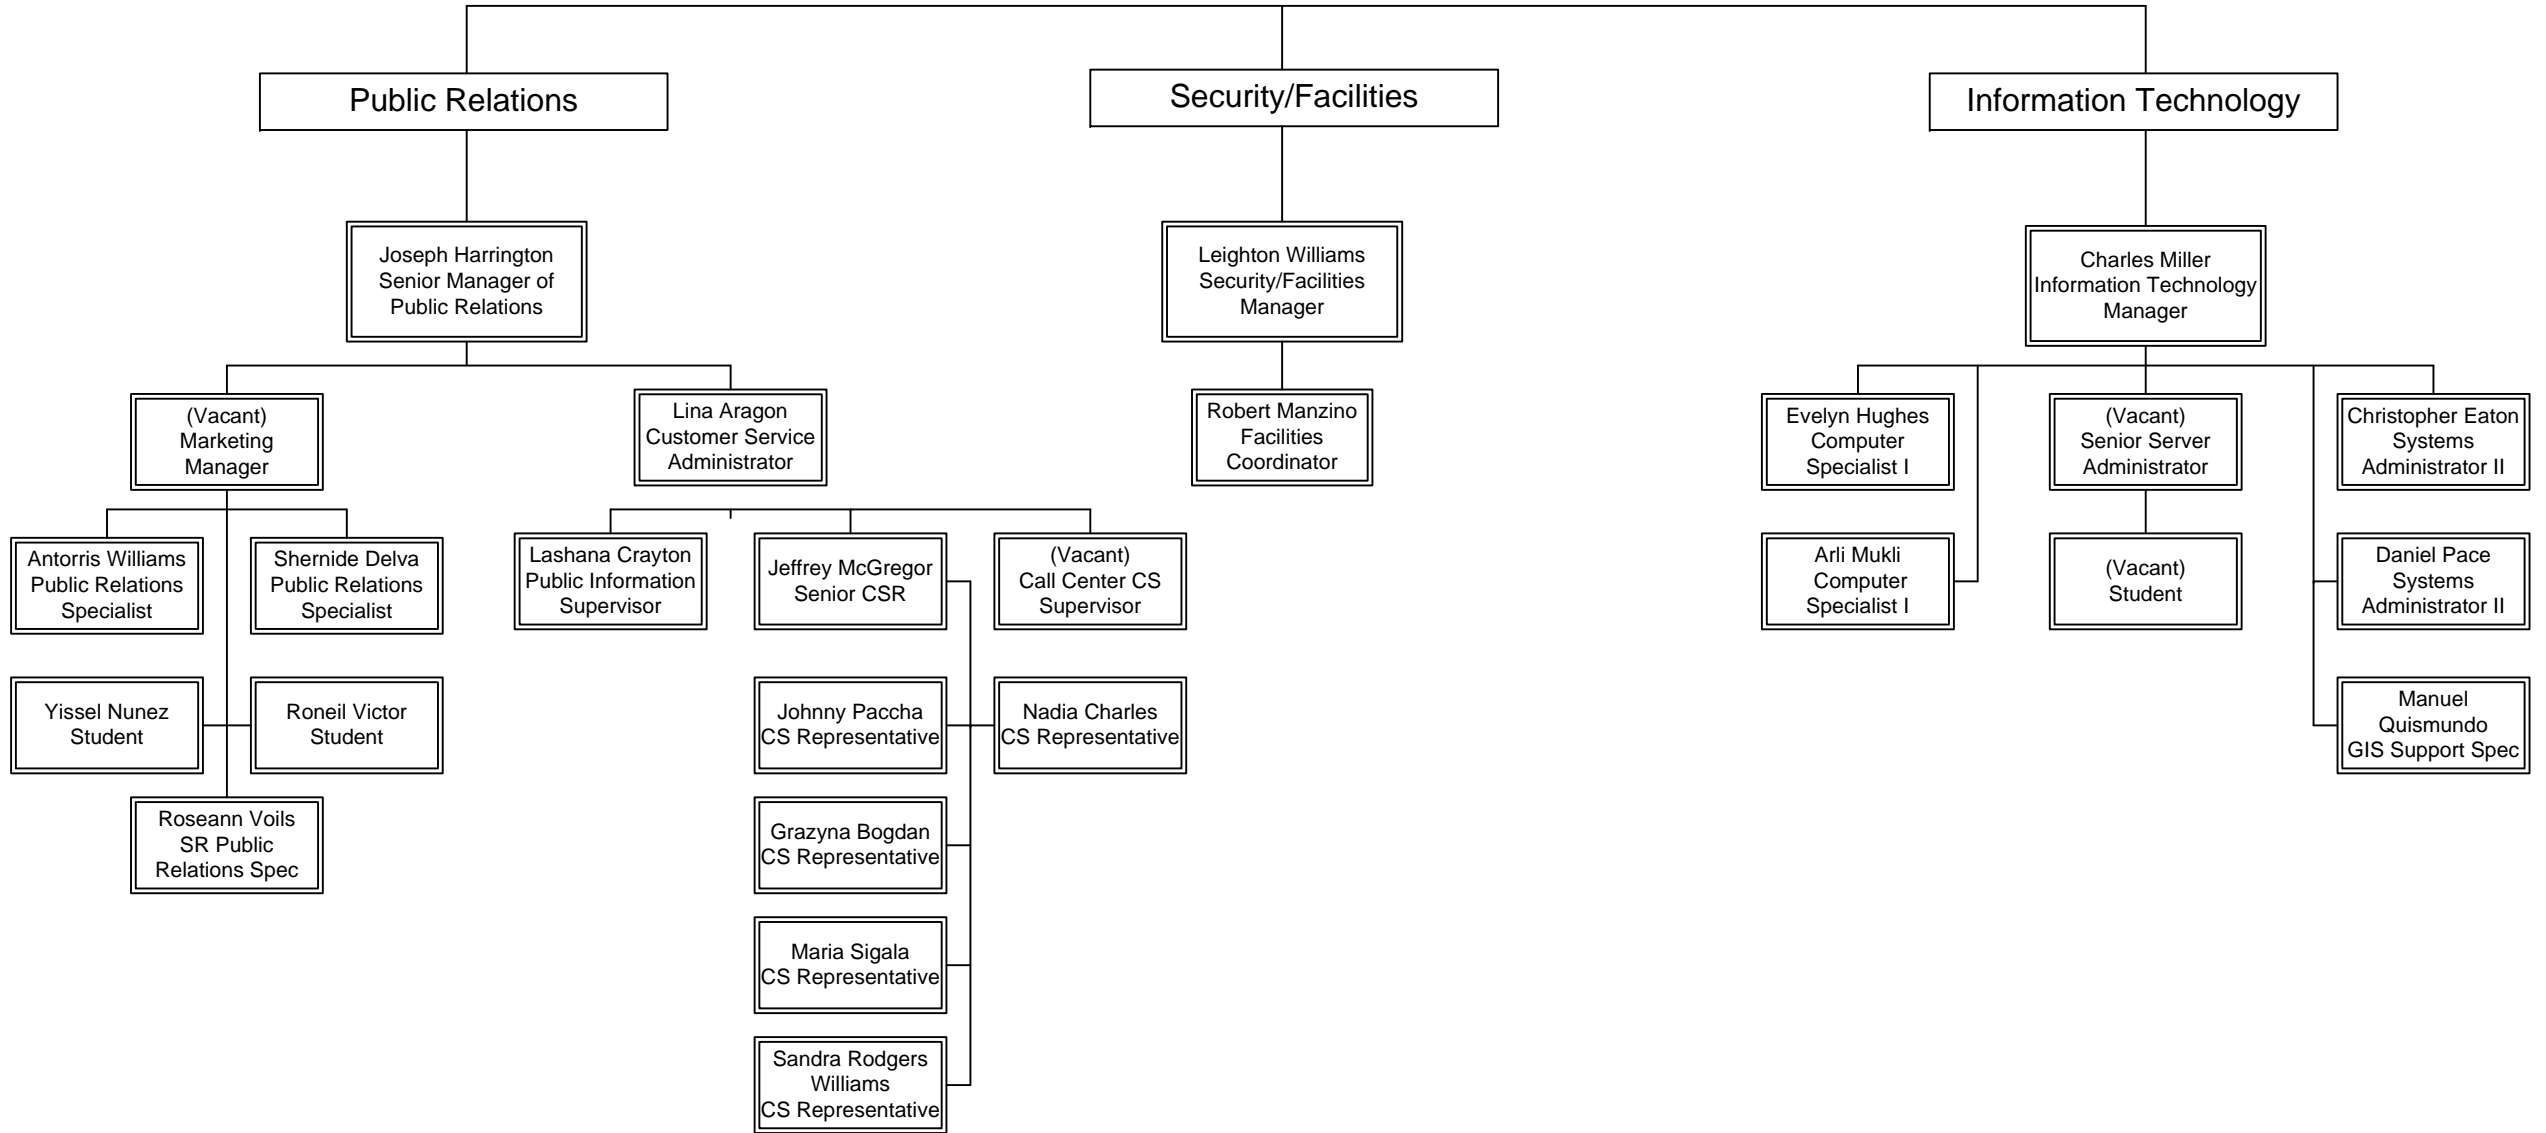 Public Relations
Security/Facilities
Information Technology
Joseph Harrington
Senior Manager of
Public Relations
Leighton Williams
Security/Facilities
Manager
Charles Miller
Information Technology
Manager
(Vacant)
Marketing
Manager
Lina Aragon
Customer Service
Administrator
Robert Manzino
Facilities
Coordinator
Evelyn Hughes
Computer
Specialist I
(Vacant)
Senior Server
Administrator
Christopher Eaton
Systems
Administrator II
Antorris Williams
Public Relations
Specialist
Shernide Delva
Public Relations
Specialist
Lashana Crayton
Public Information
Supervisor
Jeffrey McGregor
Senior CSR
(Vacant)
Call Center CS
Supervisor
Arli Mukli
Computer
Specialist I
(Vacant)
Student
Daniel Pace
Systems
Administrator II
Yissel Nunez
Student
Roneil Victor
Student
Johnny Paccha
CS Representative
Nadia Charles
CS Representative
Manuel
Quismundo
GIS Support Spec
Roseann Voils
SR Public
Relations Spec
Grazyna Bogdan
CS Representative
Maria Sigala
CS Representative
Sandra Rodgers
Williams
CS Representative